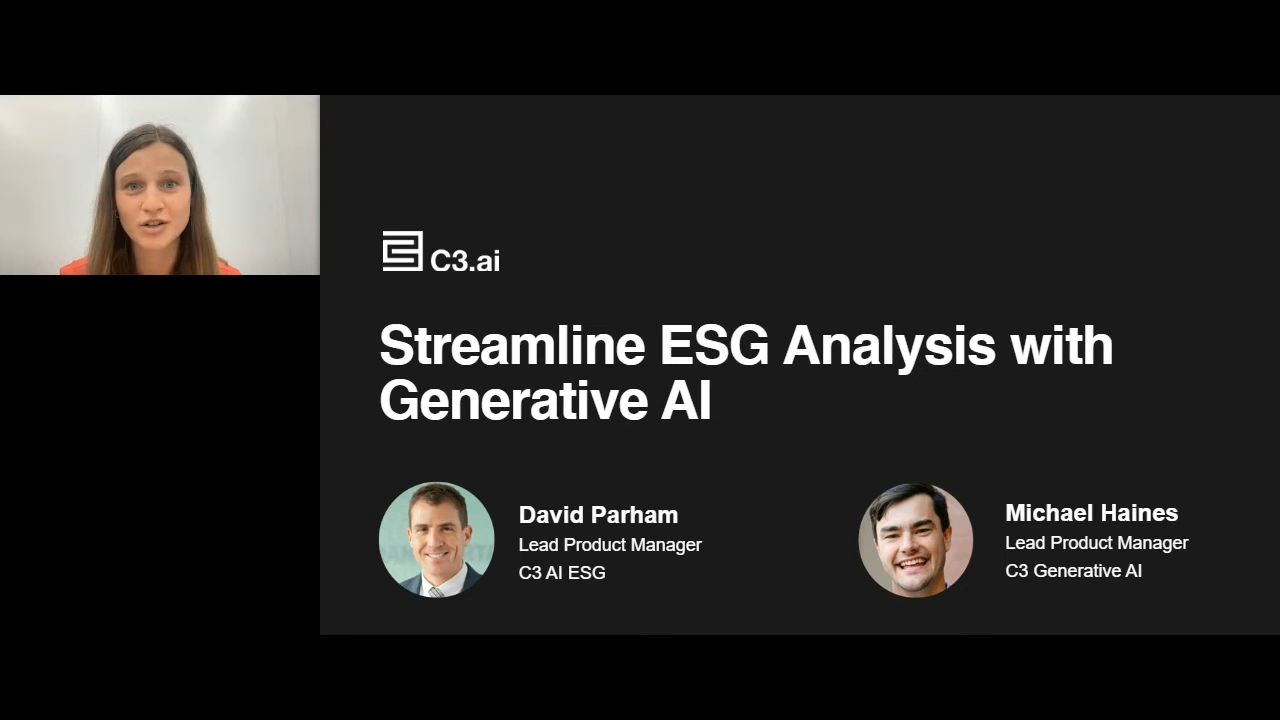 C3.ai
Streamline ESG Analysis with
Generative AI
David Parham
Lead Product Manager
C3 AI ESG
Michael Haines
Lead Product Manager
C3 Generative AI